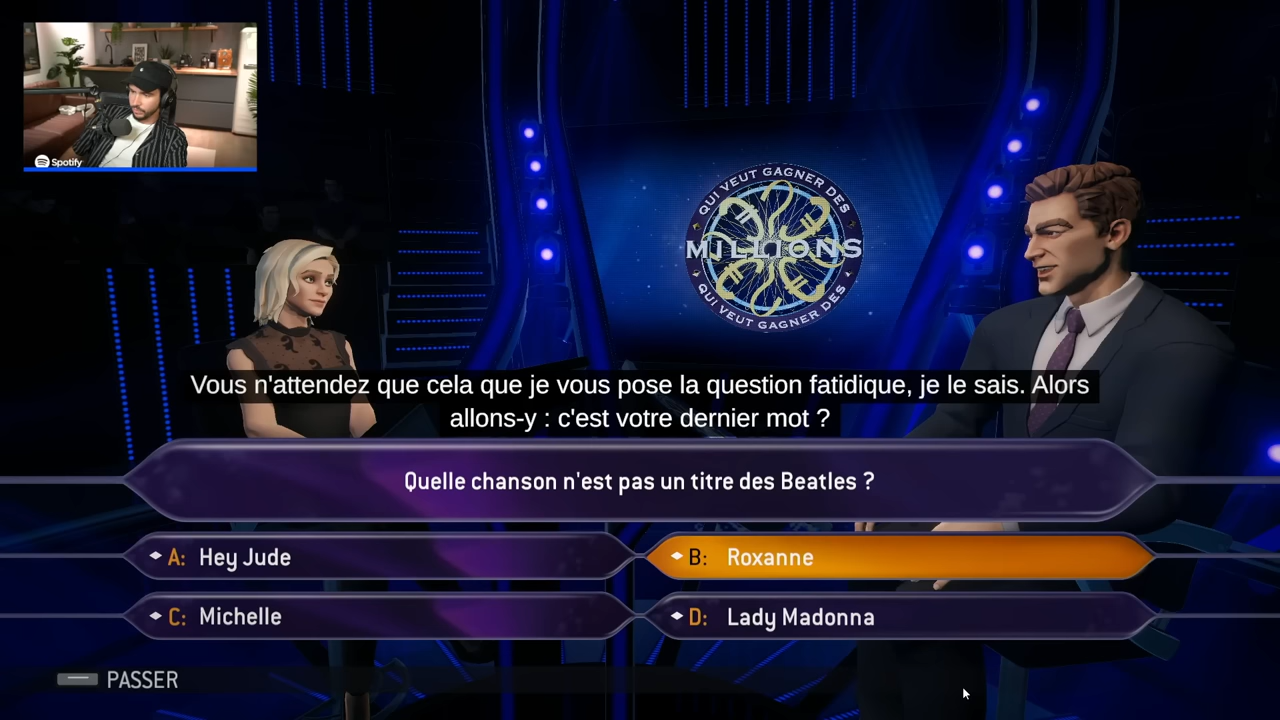 Spotify
QUI VEUT GAGNER DES
MILLIONS
QUI VEUT GAGNER DES
Vous n'attendez que cela que je vous pose la question fatidique, je le sais. Alors
allons-y : c'est votre dernier mot ?
Quelle chanson n'est pas un titre des Beatles ?
A: Hey Jude
B: Roxanne
C: Michelle
D: Lady Madonna
PASSER